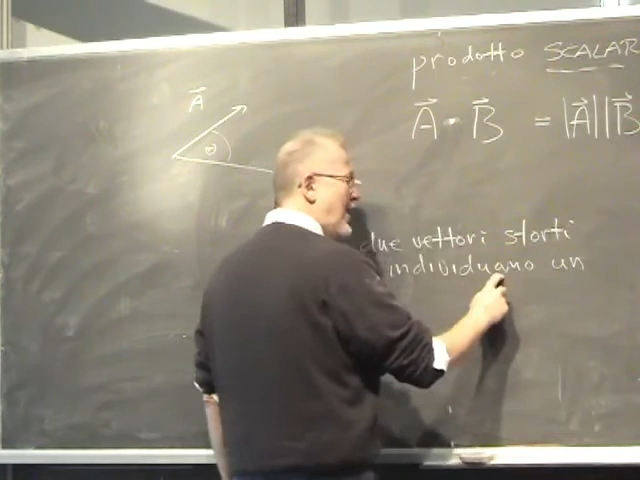 prodotto SCALAR
A⃗
θ
A⃗ · B⃗ = |A⃗||B⃗
due vettori storti
individuano un